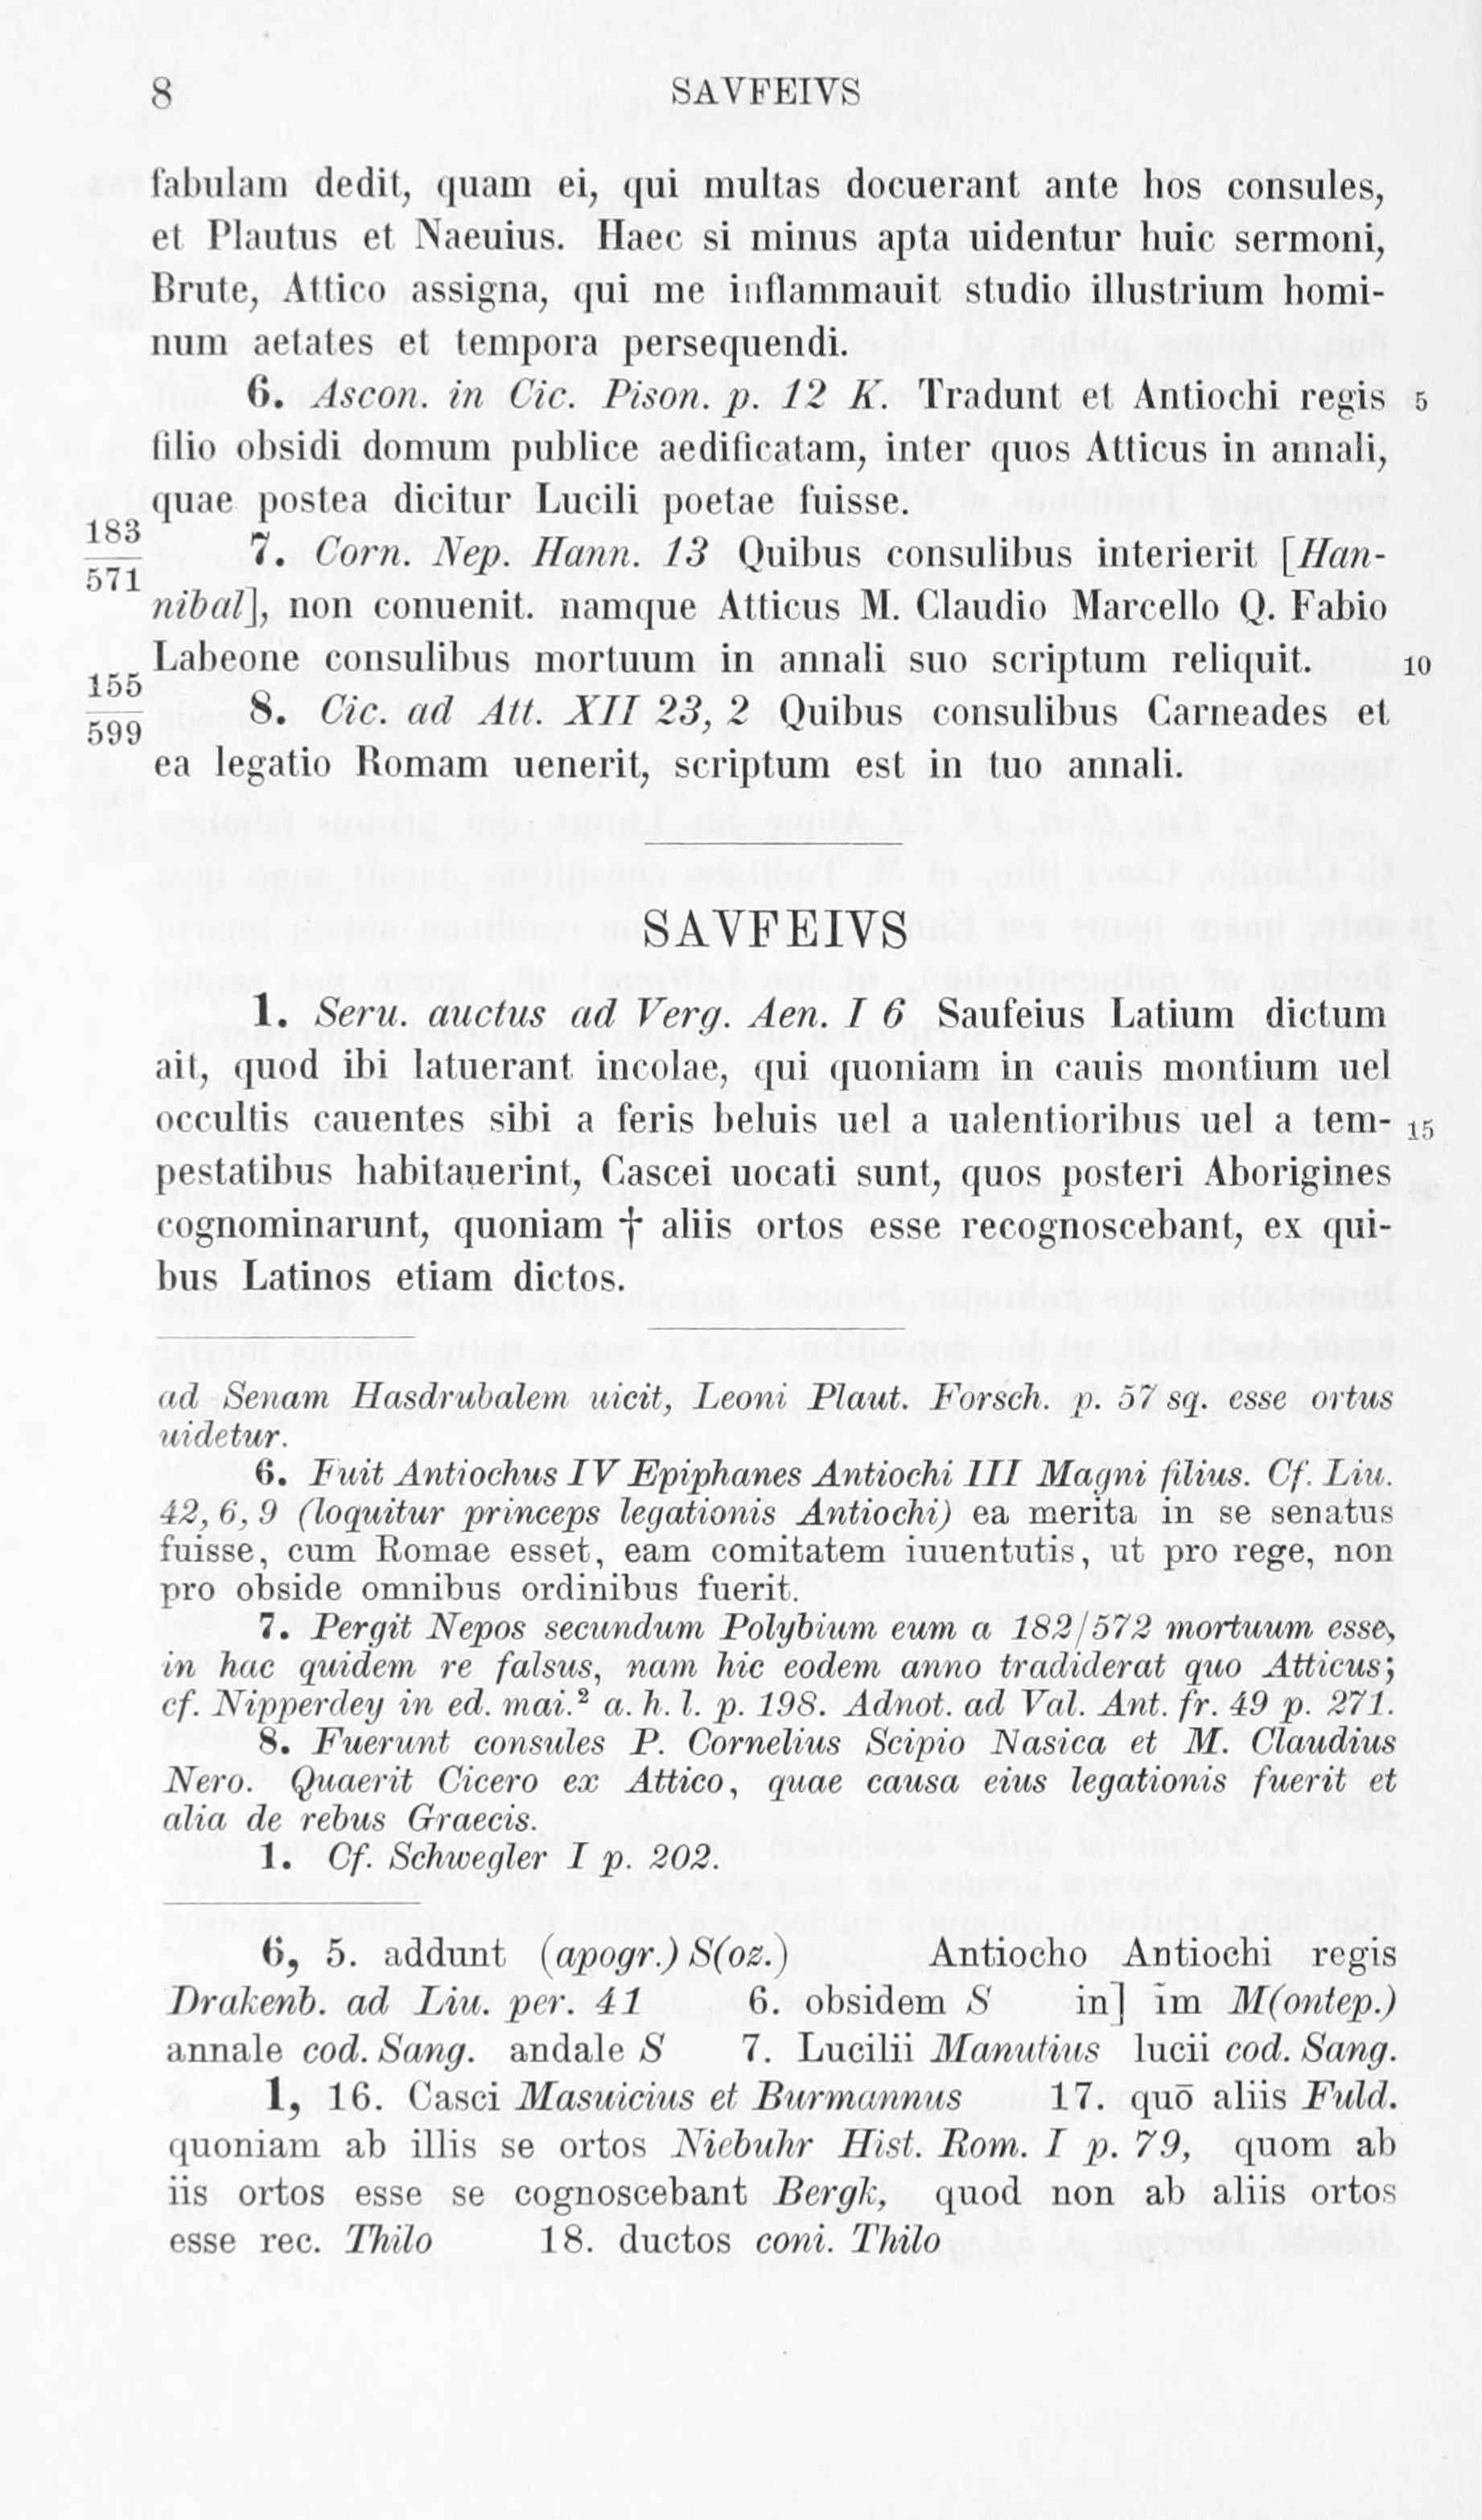 8 SAVFEIVS
fabulam dedit, quam ei, qui multas docuerant ante hos consules,
et Plautus et Naeuius. Haec si minus apta uidentur huic sermoni,
Brute, Attico assigna, qui me inflammauit studio illustrium homi-
num aetates et tempora persequendi.
6. Ascon. in Cic. Pison. p. 12 K. Tradunt et Antiochi regis 5
filio obsidi domum publice aedificatam, inter quos Atticus in annali,
quae postea dicitur Lucili poetae fuisse.
183
571
7. Corn. Nep. Hann. 13 Quibus consulibus interierit [Han-
nibal], non conuenit. namque Atticus M. Claudio Marcello Q. Fabio
Labeone consulibus mortuum in annali suo scriptum reliquit. 10
155
599
8. Cic. ad Att. XII 23, 2 Quibus consulibus Carneades et
ea legatio Romam uenerit, scriptum est in tuo annali.
SAVFEIVS
1. Seru. auctus ad Verg. Aen. I 6 Saufeius Latium dictum
ait, quod ibi latuerant incolae, qui quoniam in cauis montium uel
occultis cauentes sibi a feris beluis uel a ualentioribus uel a tem- 15
pestatibus habitauerint, Cascei uocati sunt, quos posteri Aborigines
cognominarunt, quoniam † aliis ortos esse recognoscebant, ex qui-
bus Latinos etiam dictos.
ad Senam Hasdrubalem uicit, Leoni Plaut. Forsch. p. 57 sq. esse ortus
uidetur.
6. Fuit Antiochus IV Epiphanes Antiochi III Magni filius. Cf. Liu.
42, 6, 9 (loquitur princeps legationis Antiochi) ea merita in se senatus
fuisse, cum Romae esset, eam comitatem iuuentutis, ut pro rege, non
pro obside omnibus ordinibus fuerit.
7. Pergit Nepos secundum Polybium eum a 182/572 mortuum esse,
in hac quidem re falsus, nam hic eodem anno tradiderat quo Atticus;
cf. Nipperdey in ed. mai.² a. h. l. p. 198. Adnot. ad Val. Ant. fr. 49 p. 271.
8. Fuerunt consules P. Cornelius Scipio Nasica et M. Claudius
Nero. Quaerit Cicero ex Attico, quae causa eius legationis fuerit et
alia de rebus Graecis.
1. Cf. Schwegler I p. 202.
6, 5. addunt (apogr.) S(oz.) Antiocho Antiochi regis
Drakenb. ad Liu. per. 41 6. obsidem S in] im M(ontep.)
annale cod. Sang. andale S 7. Lucilii Manutius lucii cod. Sang.
1, 16. Casci Masuicius et Burmannus 17. quō aliis Fuld.
quoniam ab illis se ortos Niebuhr Hist. Rom. I p. 79, quom ab
iis ortos esse se cognoscebant Bergk, quod non ab aliis ortos
esse rec. Thilo 18. ductos coni. Thilo